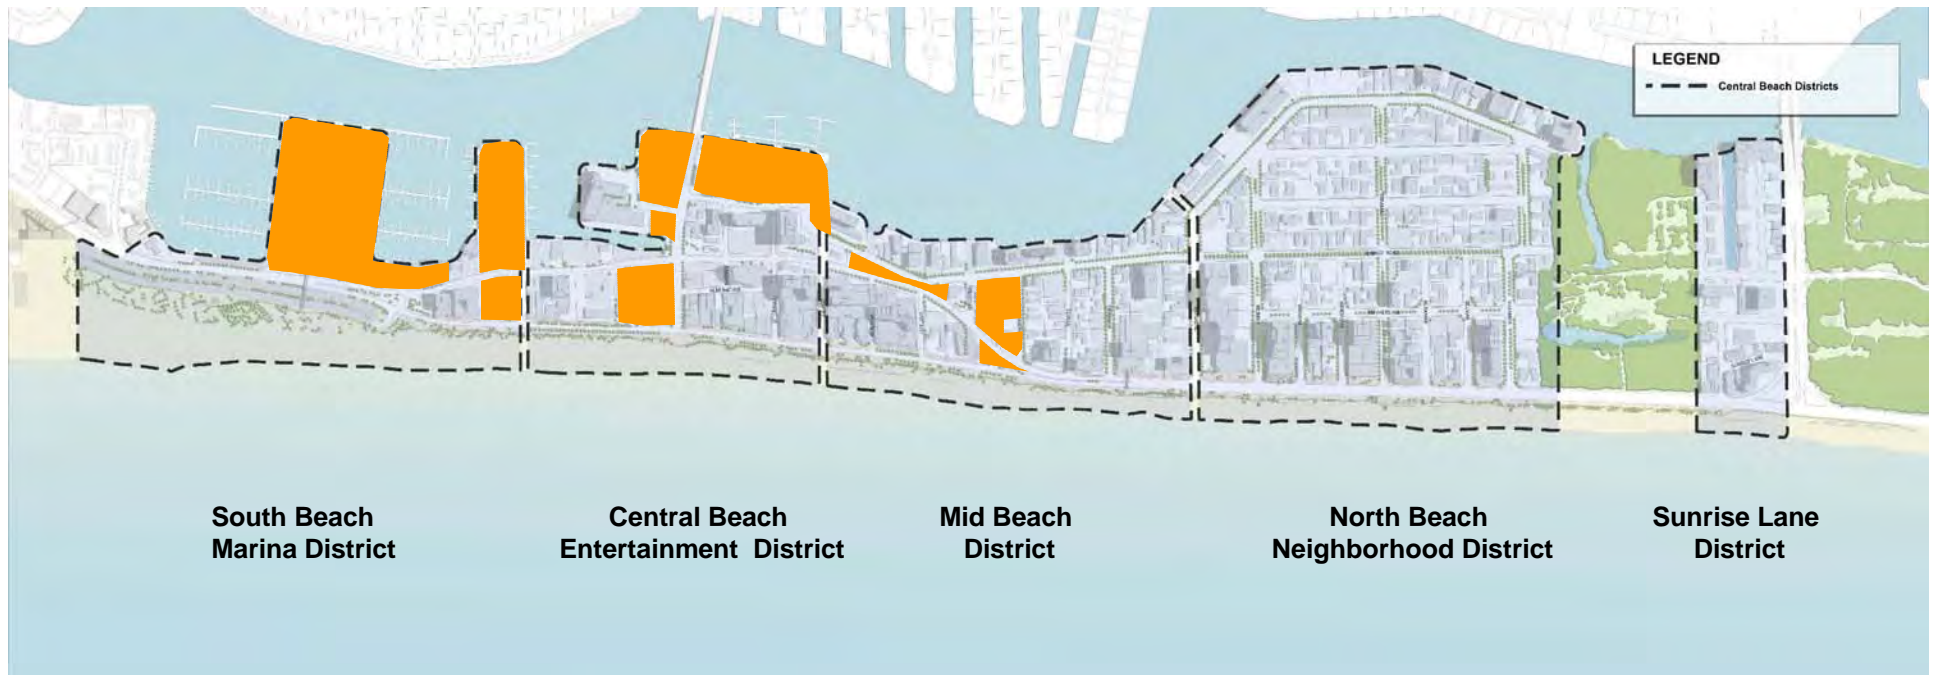 LEGEND
Central Beach Districts
South Beach
Marina District
Central Beach
Entertainment District
Mid Beach
District
North Beach
Neighborhood District
Sunrise Lane
District